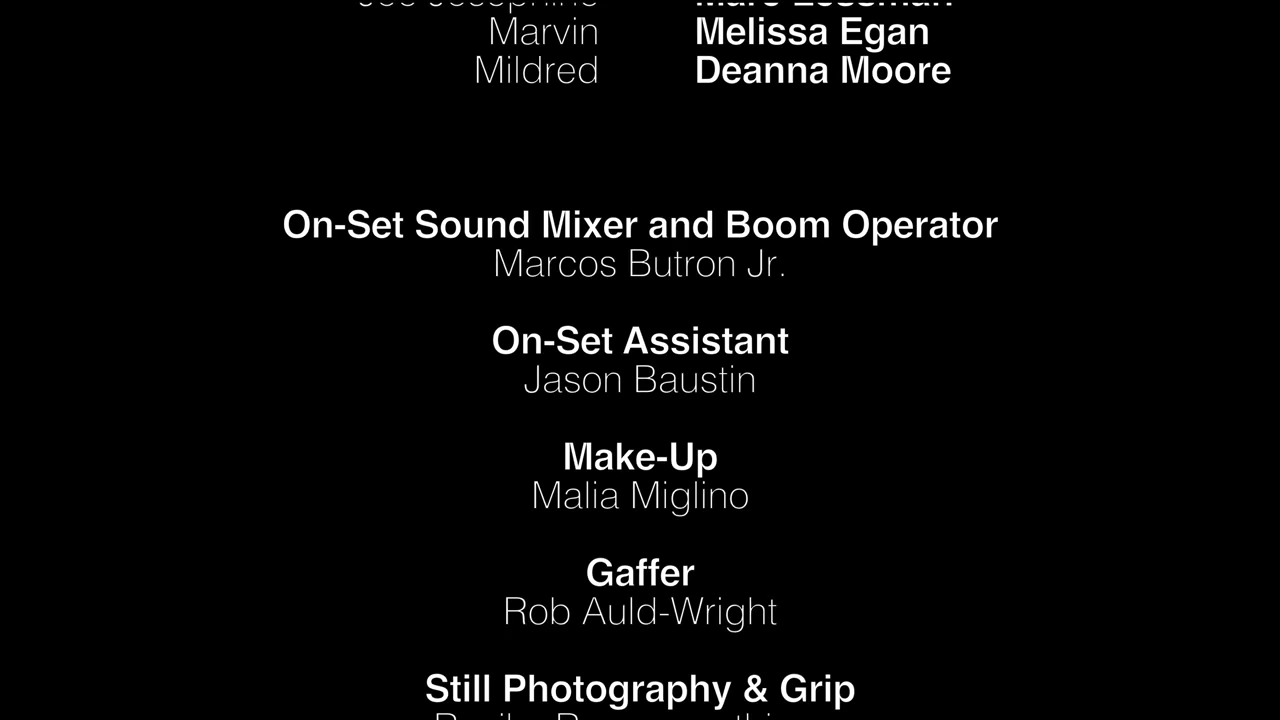 Marvin Melissa Egan
Mildred Deanna Moore
On-Set Sound Mixer and Boom Operator
Marcos Butron Jr.
On-Set Assistant
Jason Baustin
Make-Up
Malia Miglino
Gaffer
Rob Auld-Wright
Still Photography & Grip